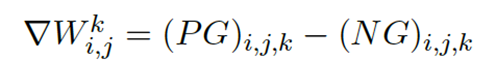 ∇W^k_{i,j} = (PG)_{i,j,k} − (NG)_{i,j,k}